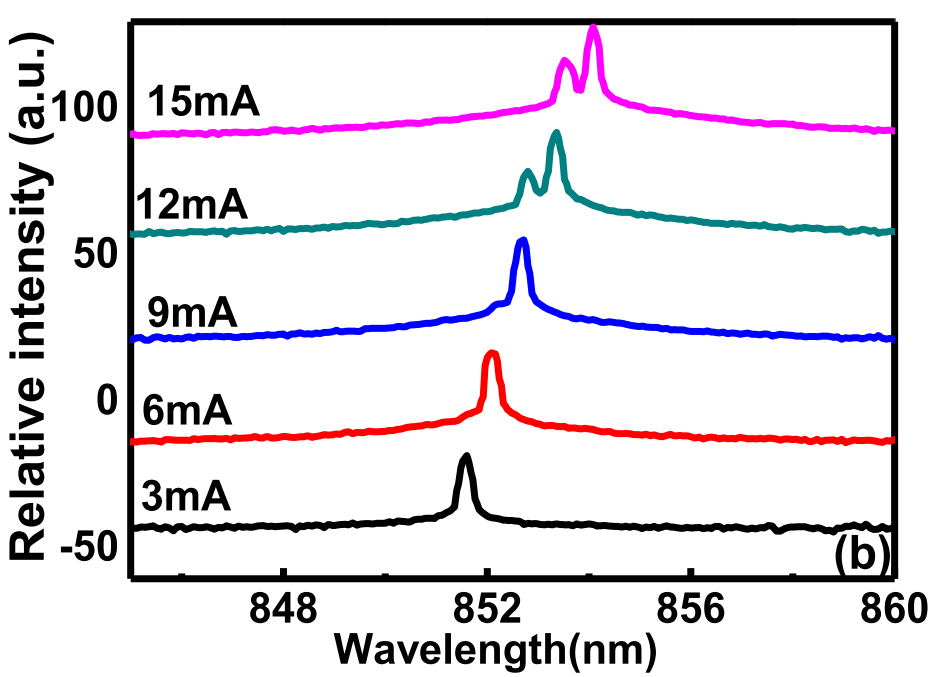 Relative intensity (a.u.)
100
50
0
-50
15mA
12mA
9mA
6mA
3mA
(b)
848
852
856
860
Wavelength(nm)